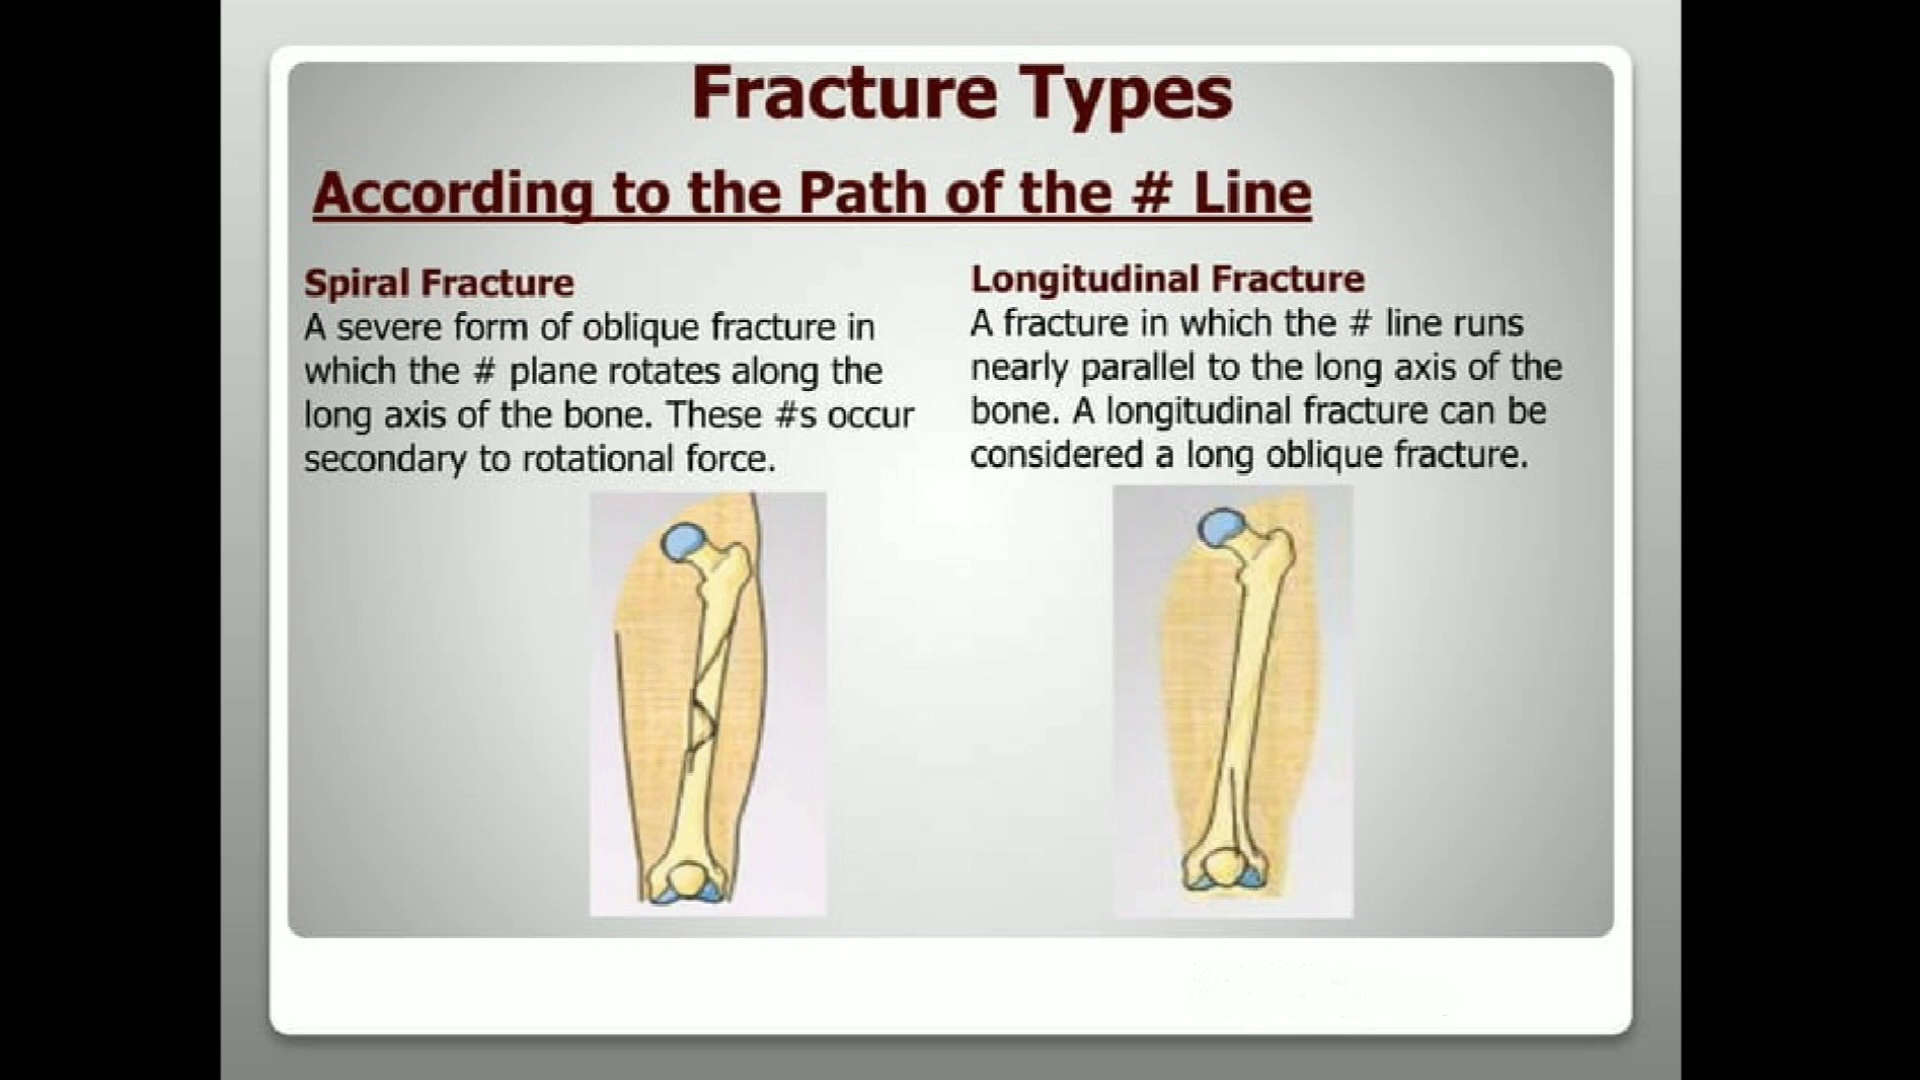 Fracture Types
According to the Path of the # Line
Spiral Fracture
A severe form of oblique fracture in
which the # plane rotates along the
long axis of the bone. These #s occur
secondary to rotational force.
Longitudinal Fracture
A fracture in which the # line runs
nearly parallel to the long axis of the
bone. A longitudinal fracture can be
considered a long oblique fracture.